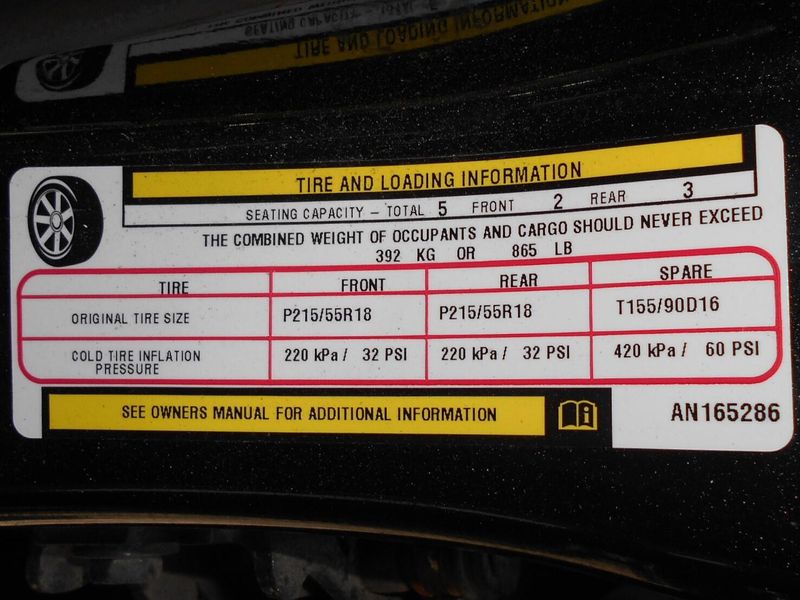 TIRE AND LOADING INFORMATION
SEATING CAPACITY – TOTAL 5 FRONT 2 REAR 3
THE COMBINED WEIGHT OF OCCUPANTS AND CARGO SHOULD NEVER EXCEED
392 KG OR 865 LB
TIRE FRONT REAR SPARE
ORIGINAL TIRE SIZE P215/55R18 P215/55R18 T155/90D16
COLD TIRE INFLATION PRESSURE 220 kPa / 32 PSI 220 kPa / 32 PSI 420 kPa / 60 PSI
SEE OWNERS MANUAL FOR ADDITIONAL INFORMATION
AN165286